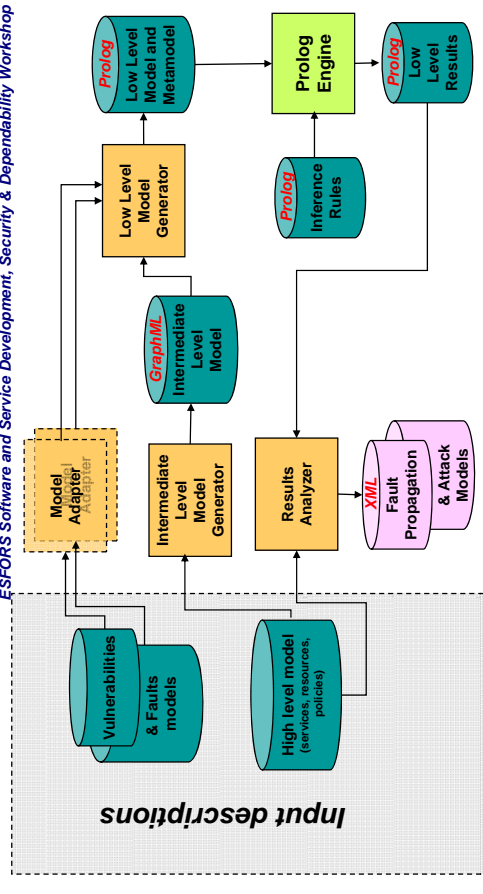 ESFORS Software and Service Development, Security & Dependability Workshop
Input descriptions
Vulnerabilities
& Faults
models
High level model
(services, resources,
policies)
Model
Adapter
Model
Adapter
Intermediate
Level
Model
Generator
Results
Analyzer
GraphML
Intermediate
Level
Model
XML
Fault
Propagation
& Attack
Models
Low Level
Model
Generator
Prolog
Low Level
Model and
Metamodel
Prolog
Inference
Rules
Prolog
Engine
Prolog
Low
Level
Results